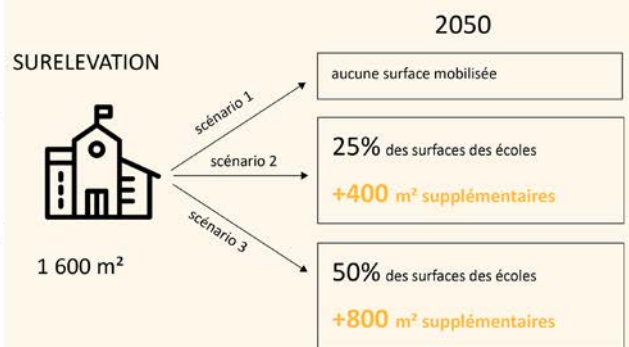 2050
SURELEVATION
aucune surface mobilisée
scénario 1
25% des surfaces des écoles
scénario 2
+400 m² supplémentaires
scénario 3
1 600 m²
50% des surfaces des écoles
+800 m² supplémentaires